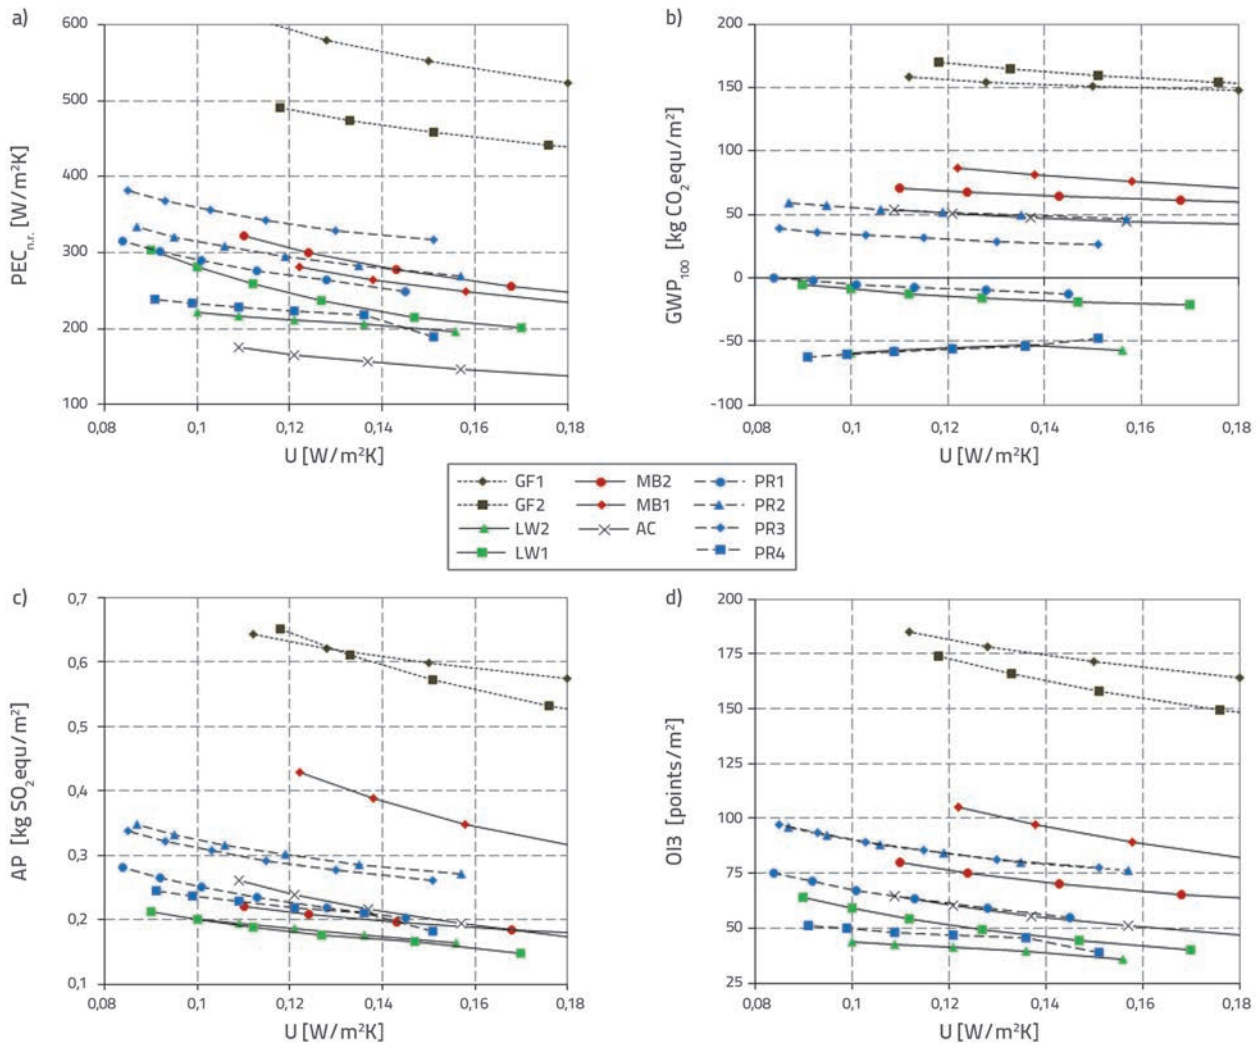 a)
600
500
400
300
200
100
PEC n.r. [W/m²K]
0,08 0,1 0,12 0,14 0,16 0,18
U [W/m²K]
b)
200
150
100
50
0
-50
-100
GWP100 [kg CO2equ/m²]
0,08 0,1 0,12 0,14 0,16 0,18
U [W/m²K]
GF1 MB2 PR1
GF2 MB1 PR2
LW2 AC PR3
LW1 PR4
c)
0,7
0,6
0,5
0,4
0,3
0,2
0,1
AP [kg SO2equ/m²]
0,08 0,1 0,12 0,14 0,16 0,18
U [W/m²K]
d)
200
175
150
125
100
75
50
25
OI3 [points/m²]
0,08 0,1 0,12 0,14 0,16 0,18
U [W/m²K]